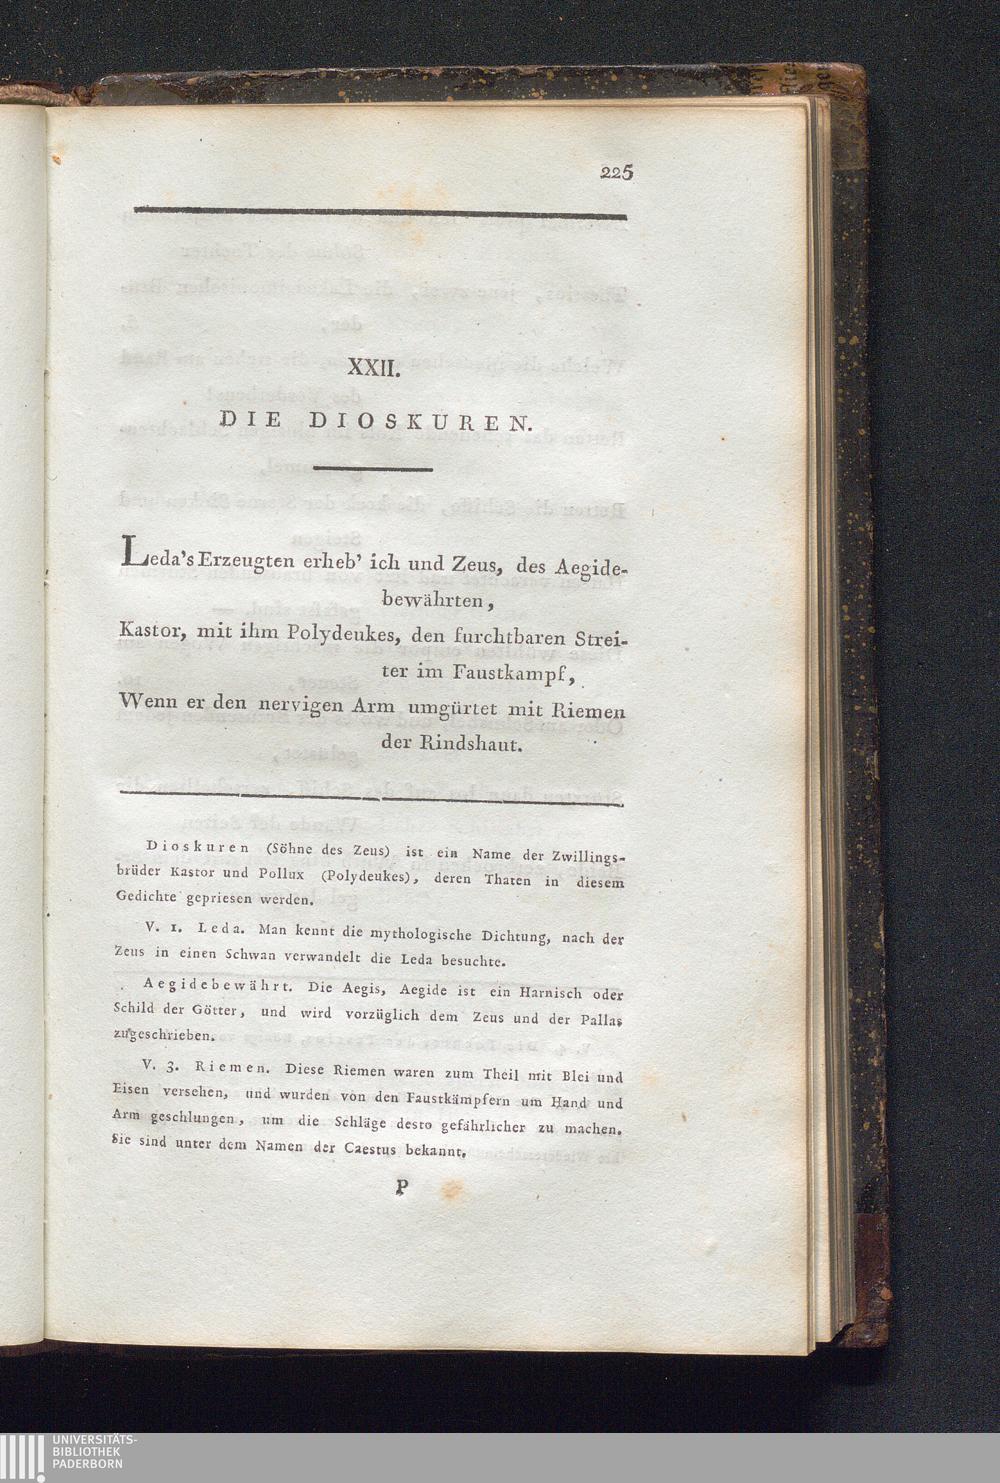 225
XXII.
DIE DIOSKUREN.
Leda's Erzeugten erheb' ich und Zeus, des Aegide-
bewährten,
Kastor, mit ihm Polydeukes, den furchtbaren Strei-
ter im Faustkampf,
Wenn er den nervigen Arm umgürtet mit Riemen
der Rindshaut.
Dioskuren (Söhne des Zeus) ist ein Name der Zwillings-
brüder Kastor und Pollux (Polydeukes), deren Thaten in diesem
Gedichte gepriesen werden.
V. 1. Leda. Man kennt die mythologische Dichtung, nach der
Zeus in einen Schwan verwandelt die Leda besuchte.
Aegidebewährt. Die Aegis, Aegide ist ein Harnisch oder
Schild der Götter, und wird vorzüglich dem Zeus und der Pallas
zugeschrieben.
V. 3. Riemen. Diese Riemen waren zum Theil mit Blei und
Eisen versehen, und wurden von den Faustkämpfern um Hand und
Arm geschlungen, um die Schläge desto gefährlicher zu machen.
Sie sind unter dem Namen der Caestus bekannt.
P
UNIVERSITÄTS-
BIBLIOTHEK
PADERBORN